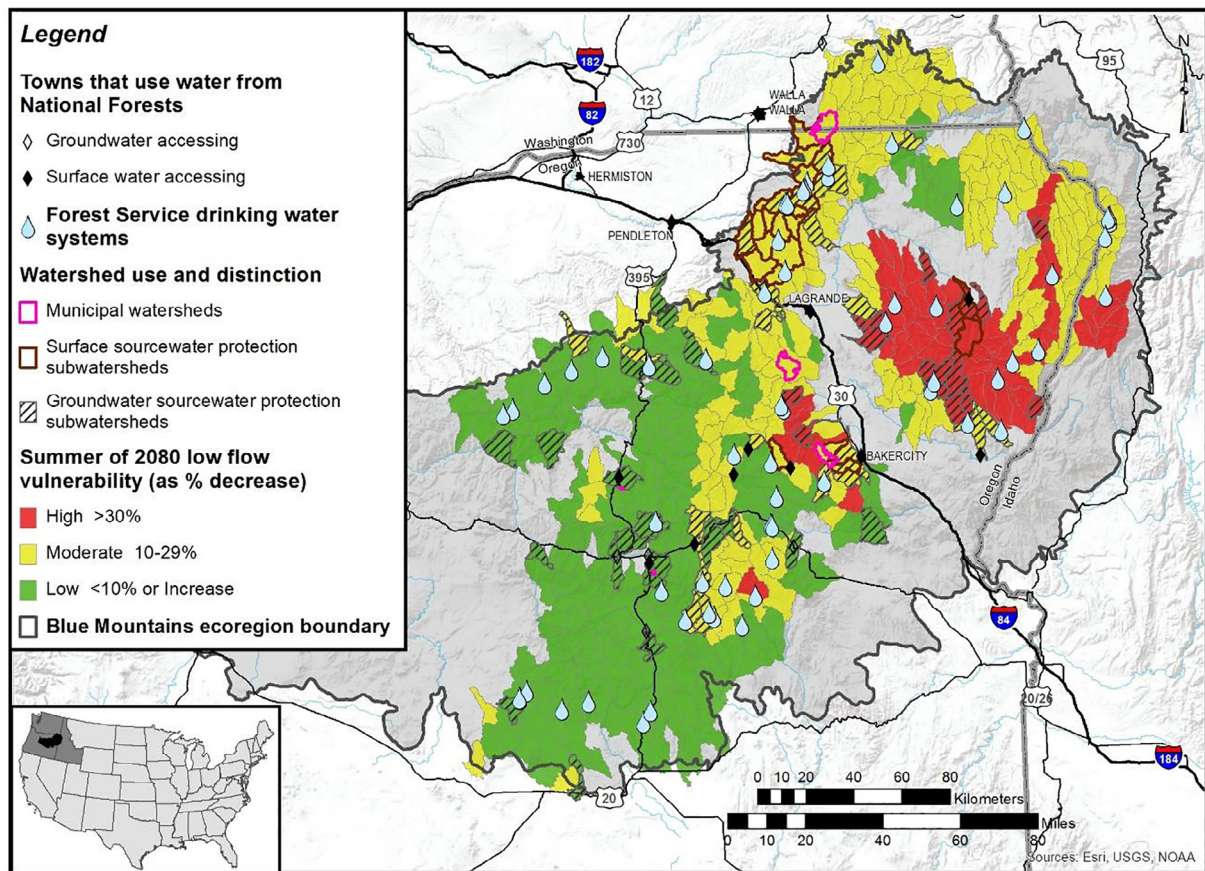 Legend
Towns that use water from
National Forests
Groundwater accessing
Surface water accessing
Forest Service drinking water
systems
Watershed use and distinction
Municipal watersheds
Surface sourcewater protection
subwatersheds
Groundwater sourcewater protection
subwatersheds
Summer of 2080 low flow
vulnerability (as % decrease)
High >30%
Moderate 10-29%
Low <10% or Increase
Blue Mountains ecoregion boundary
182
82
12
730
Washington
Oregon
HERMISTON
WALLA
WALLA
95
N
PENDLETON
395
LAGRANDE
30
BAKERCITY
Oregon
Idaho
84
20/26
184
20
0 10 20 40 60 80
Kilometers
0 10 20 40 60 80
Miles
Sources: Esri, USGS, NOAA